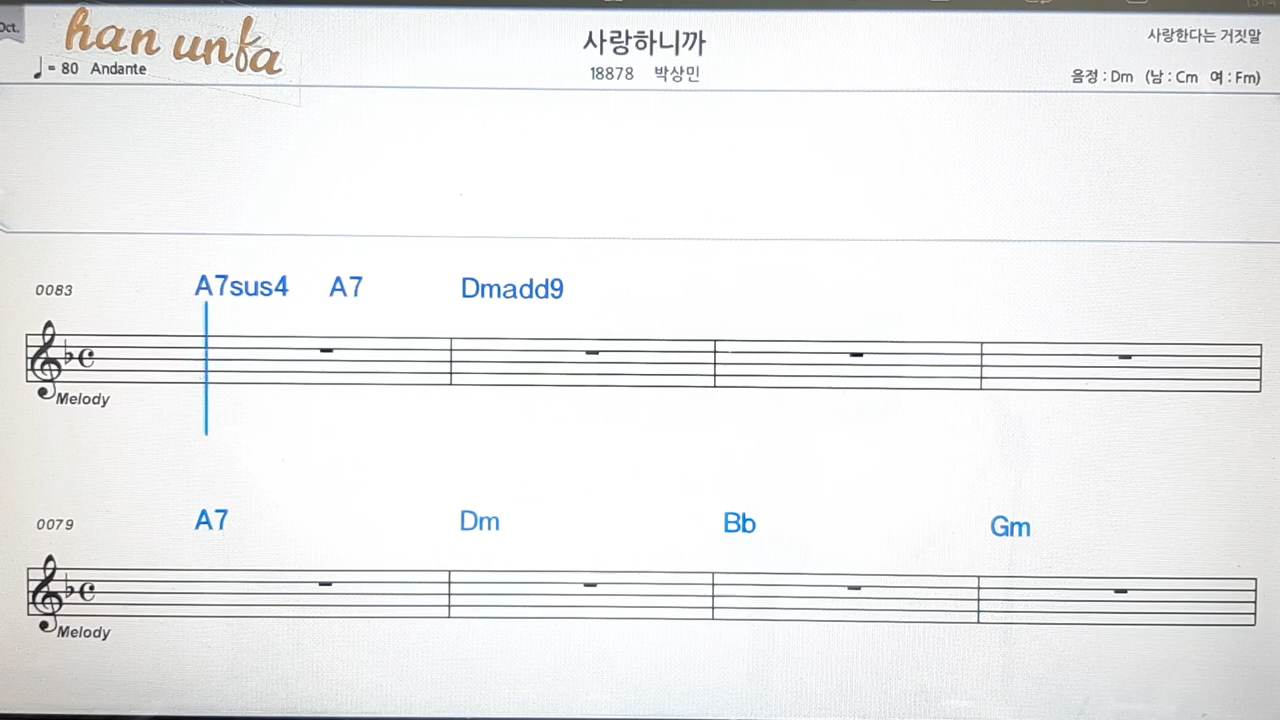 Oct.
han unfa
사랑하니까
사랑한다는 거짓말
♩= 80 Andante
18878 박상민
음정 : Dm (남 : Cm 여 : Fm)
0083 A7sus4 A7 Dmadd9
Melody
0079 A7 Dm Bb Gm
Melody